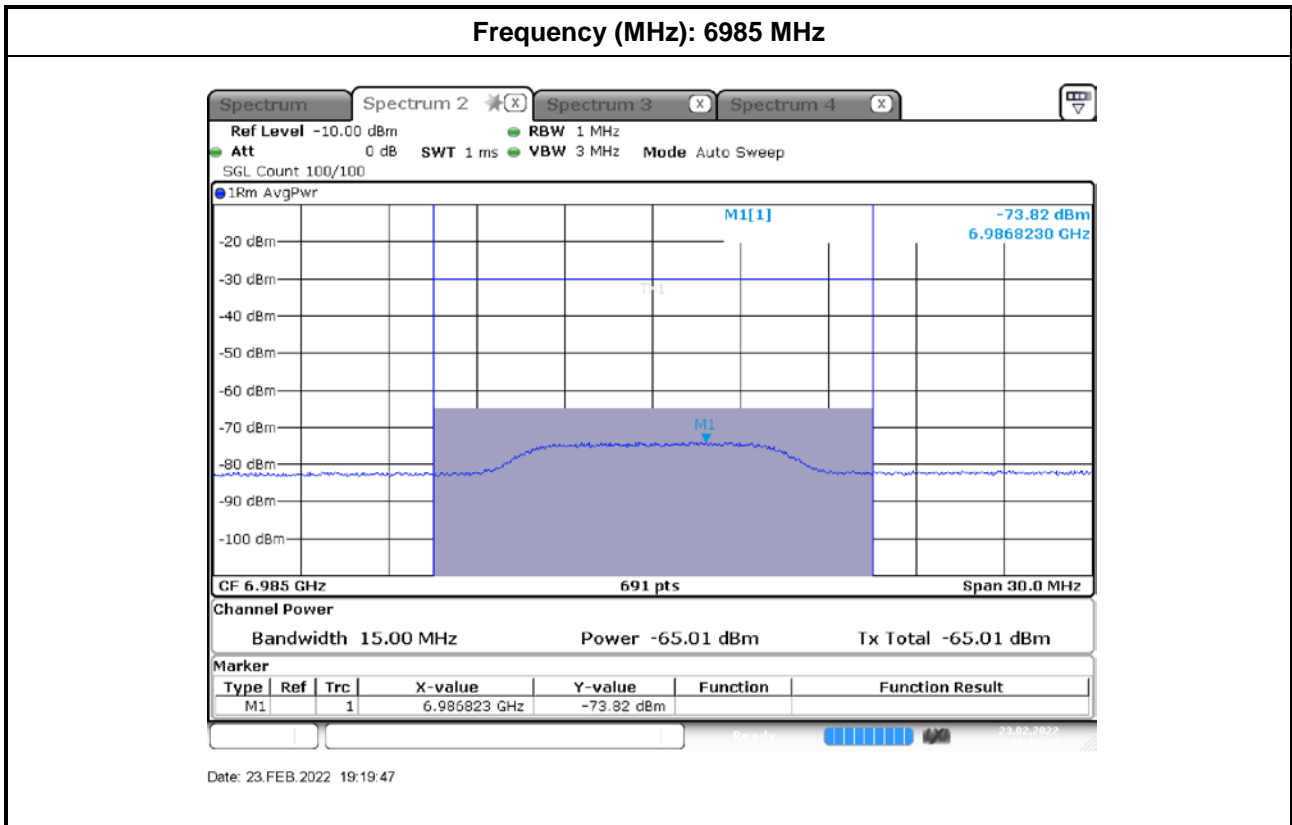 Frequency (MHz): 6985 MHz
Spectrum Spectrum 2 X Spectrum 3 X Spectrum 4 X
Ref Level -10.00 dBm RBW 1 MHz
Att 0 dB SWT 1 ms VBW 3 MHz Mode Auto Sweep
SGL Count 100/100
1Rm AvgPwr
M1[1] -73.82 dBm
6.9868230 GHz
-20 dBm
-30 dBm
-40 dBm
-50 dBm
-60 dBm
-70 dBm
M1
-80 dBm
-90 dBm
-100 dBm
CF 6.985 GHz 691 pts Span 30.0 MHz
Channel Power
Bandwidth 15.00 MHz Power -65.01 dBm Tx Total -65.01 dBm
Marker
Type Ref Trc X-value Y-value Function Function Result
M1 1 6.986823 GHz -73.82 dBm
Ready 23.02.2022
Date: 23.FEB.2022 19:19:47